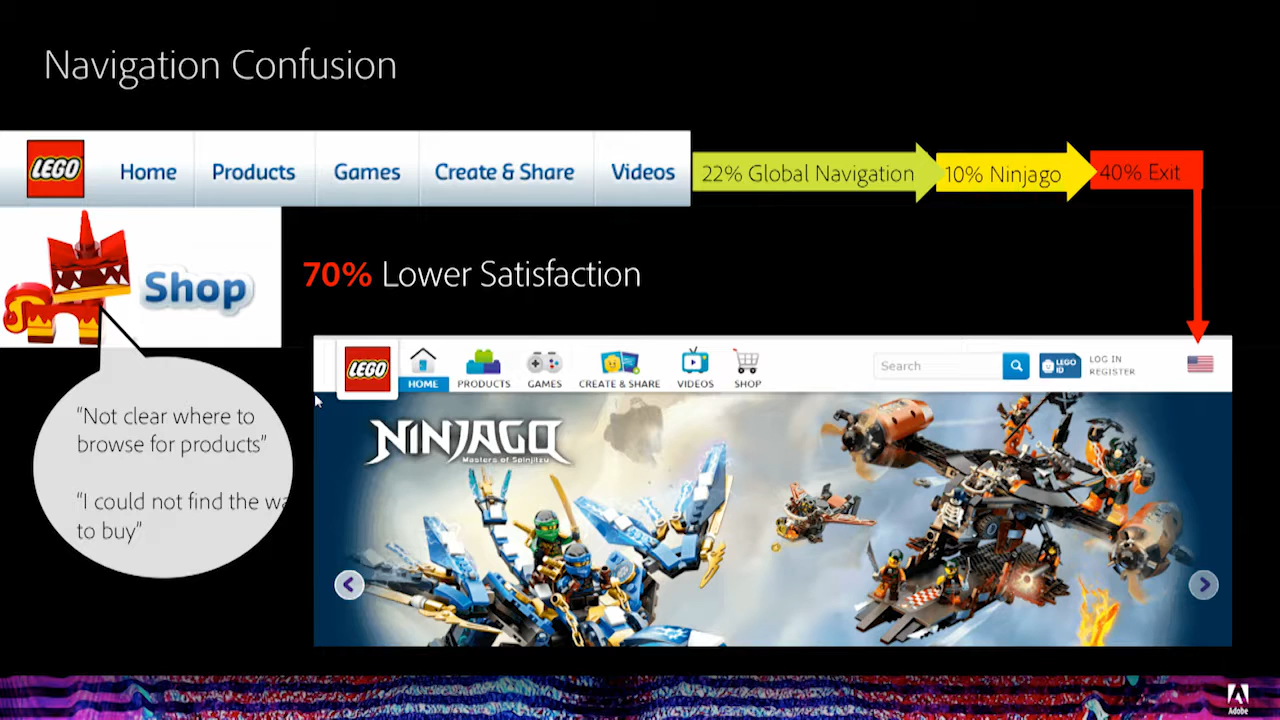 Navigation Confusion
LEGO Home Products Games Create & Share Videos
22% Global Navigation 10% Ninjago 40% Exit
Shop
70% Lower Satisfaction
LEGO HOME PRODUCTS GAMES CREATE & SHARE VIDEOS SHOP
Search
LEGO
ID
LOG IN
REGISTER
"Not clear where to
browse for products"
"I could not find the wa
to buy"
NINJAGO
Masters of Spinjitzu
Adobe